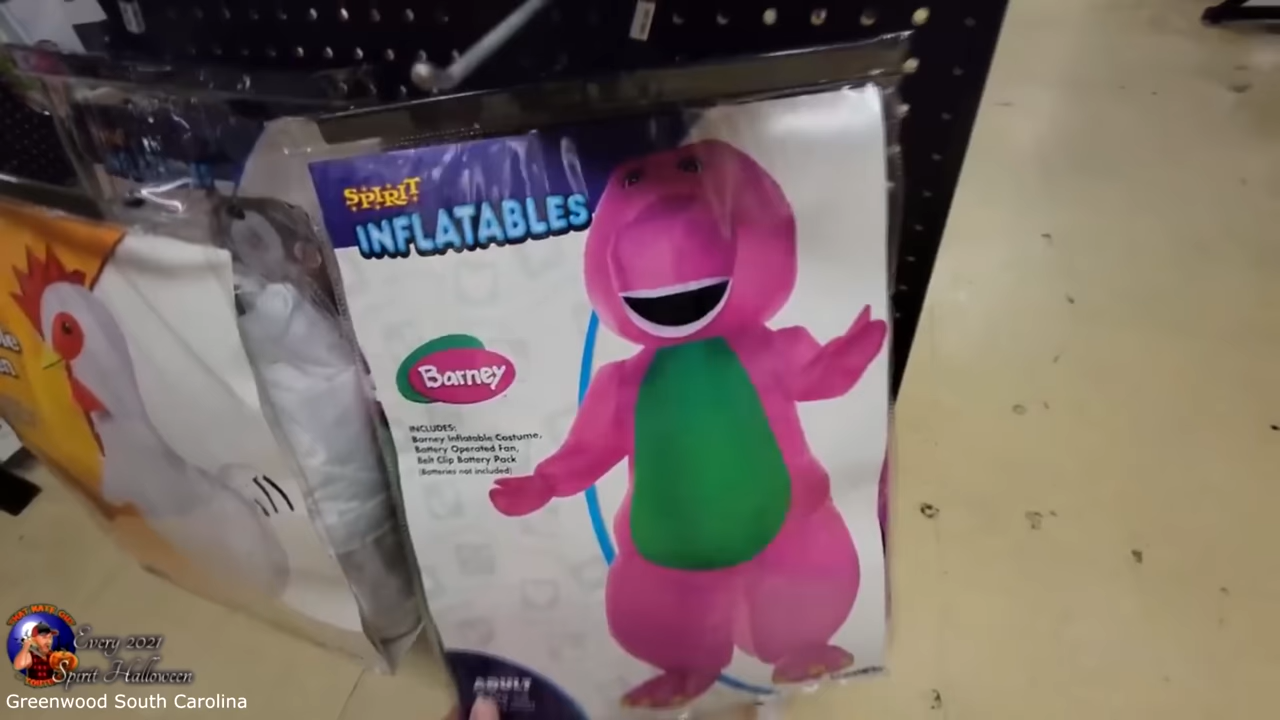 SPIRIT
INFLATABLES
Barney
INCLUDES:
Barney Inflatable Costume,
Battery Operated Fan,
Belt Clip Battery Pack
(Batteries not included)
ADULT
Every 2021
Spirit Halloween
Greenwood South Carolina